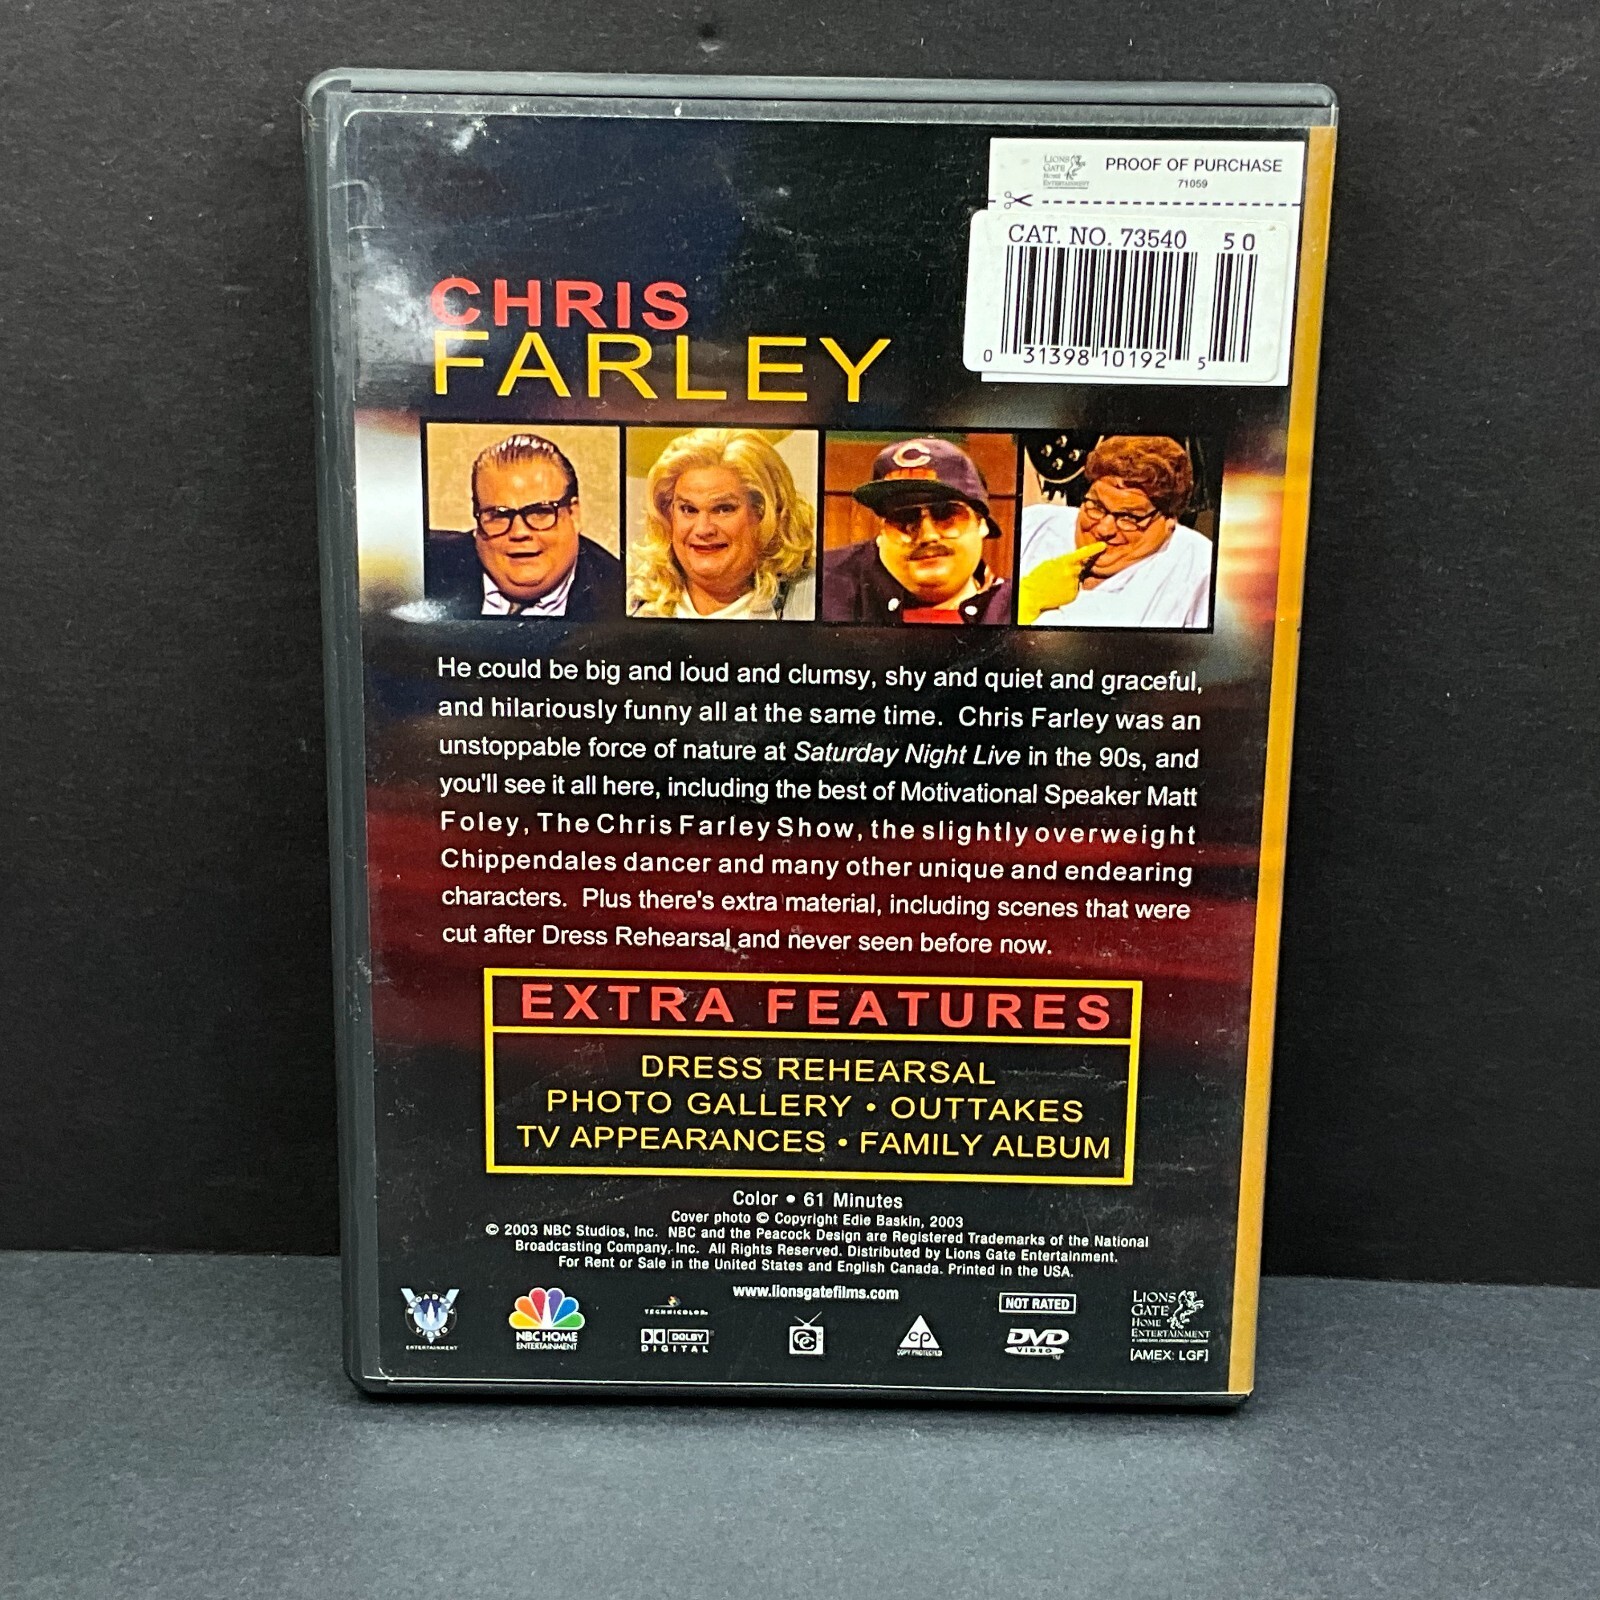 LIONS
GATE
HOME
ENTERTAINMENT
PROOF OF PURCHASE
71059
CAT. NO. 73540 50
0 31398 10192 5
CHRIS
FARLEY
C
He could be big and loud and clumsy, shy and quiet and graceful,
and hilariously funny all at the same time. Chris Farley was an
unstoppable force of nature at Saturday Night Live in the 90s, and
you'll see it all here, including the best of Motivational Speaker Matt
Foley, The Chris Farley Show, the slightly overweight
Chippendales dancer and many other unique and endearing
characters. Plus there's extra material, including scenes that were
cut after Dress Rehearsal and never seen before now.
EXTRA FEATURES
DRESS REHEARSAL
PHOTO GALLERY • OUTTAKES
TV APPEARANCES • FAMILY ALBUM
Color • 61 Minutes
Cover photo © Copyright Edie Baskin, 2003
© 2003 NBC Studios, Inc. NBC and the Peacock Design are Registered Trademarks of the National
Broadcasting Company, Inc. All Rights Reserved. Distributed by Lions Gate Entertainment.
For Rent or Sale in the United States and English Canada. Printed in the USA.
www.lionsgatefilms.com
BROADWAY
VIDEO
ENTERTAINMENT
NBC HOME
ENTERTAINMENT
TECHNICOLOR
DOLBY
DIGITAL
CC
CP
COPY PROTECTED
NOT RATED
DVD
VIDEO TM
LIONS
GATE
HOME
ENTERTAINMENT
[AMEX: LGF]